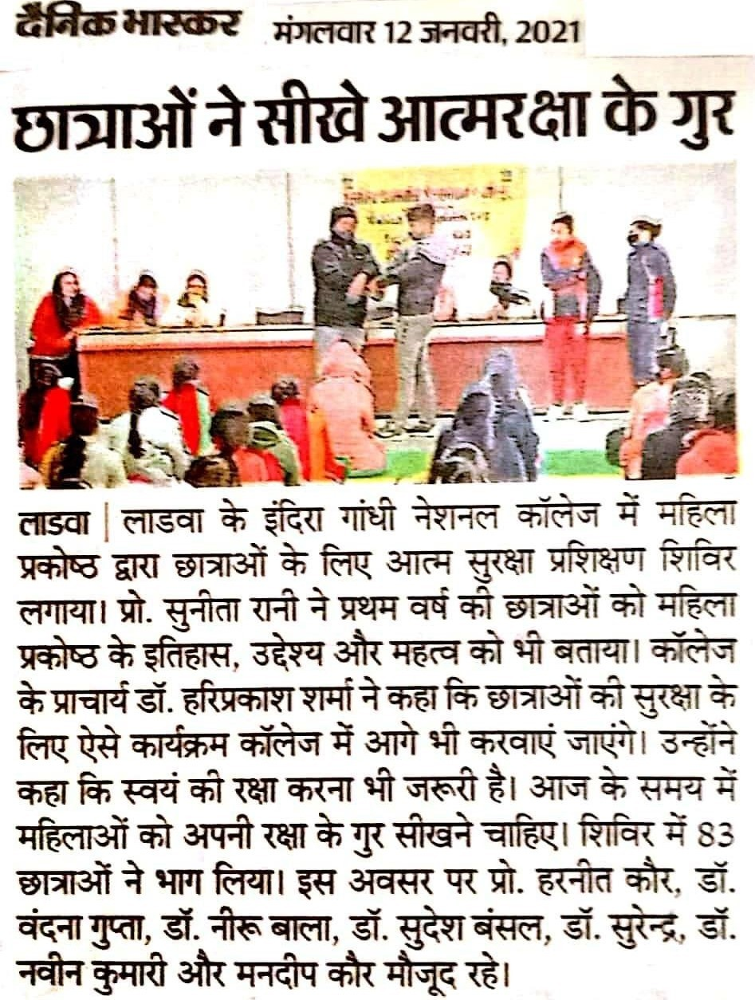 दैनिक भास्कर मंगलवार 12 जनवरी, 2021
छात्राओं ने सीखे आत्मरक्षा के गुर
लाडवा | लाडवा के इंदिरा गांधी नेशनल कॉलेज में महिला
प्रकोष्ठ द्वारा छात्राओं के लिए आत्म सुरक्षा प्रशिक्षण शिविर
लगाया। प्रो. सुनीता रानी ने प्रथम वर्ष की छात्राओं को महिला
प्रकोष्ठ के इतिहास, उद्देश्य और महत्व को भी बताया। कॉलेज
के प्राचार्य डॉ. हरिप्रकाश शर्मा ने कहा कि छात्राओं की सुरक्षा के
लिए ऐसे कार्यक्रम कॉलेज में आगे भी करवाएं जाएंगे। उन्होंने
कहा कि स्वयं की रक्षा करना भी जरूरी है। आज के समय में
महिलाओं को अपनी रक्षा के गुर सीखने चाहिए। शिविर में 83
छात्राओं ने भाग लिया। इस अवसर पर प्रो. हरनीत कौर, डॉ.
वंदना गुप्ता, डॉ. नीरू बाला, डॉ. सुदेश बंसल, डॉ. सुरेन्द्र, डॉ.
नवीन कुमारी और मनदीप कौर मौजूद रहे।